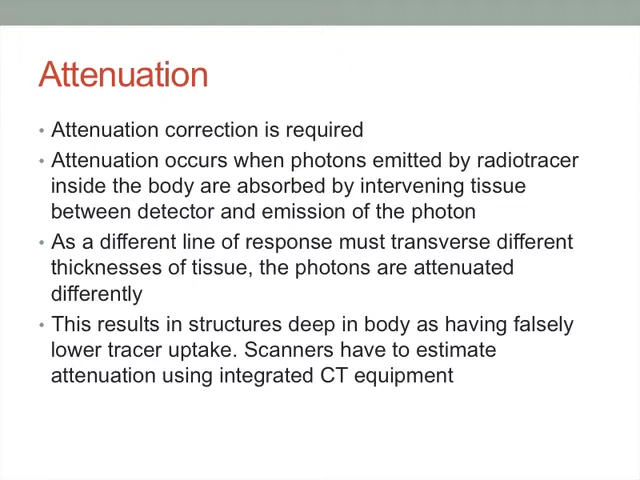 Attenuation
• Attenuation correction is required
• Attenuation occurs when photons emitted by radiotracer
inside the body are absorbed by intervening tissue
between detector and emission of the photon
• As a different line of response must transverse different
thicknesses of tissue, the photons are attenuated
differently
• This results in structures deep in body as having falsely
lower tracer uptake. Scanners have to estimate
attenuation using integrated CT equipment